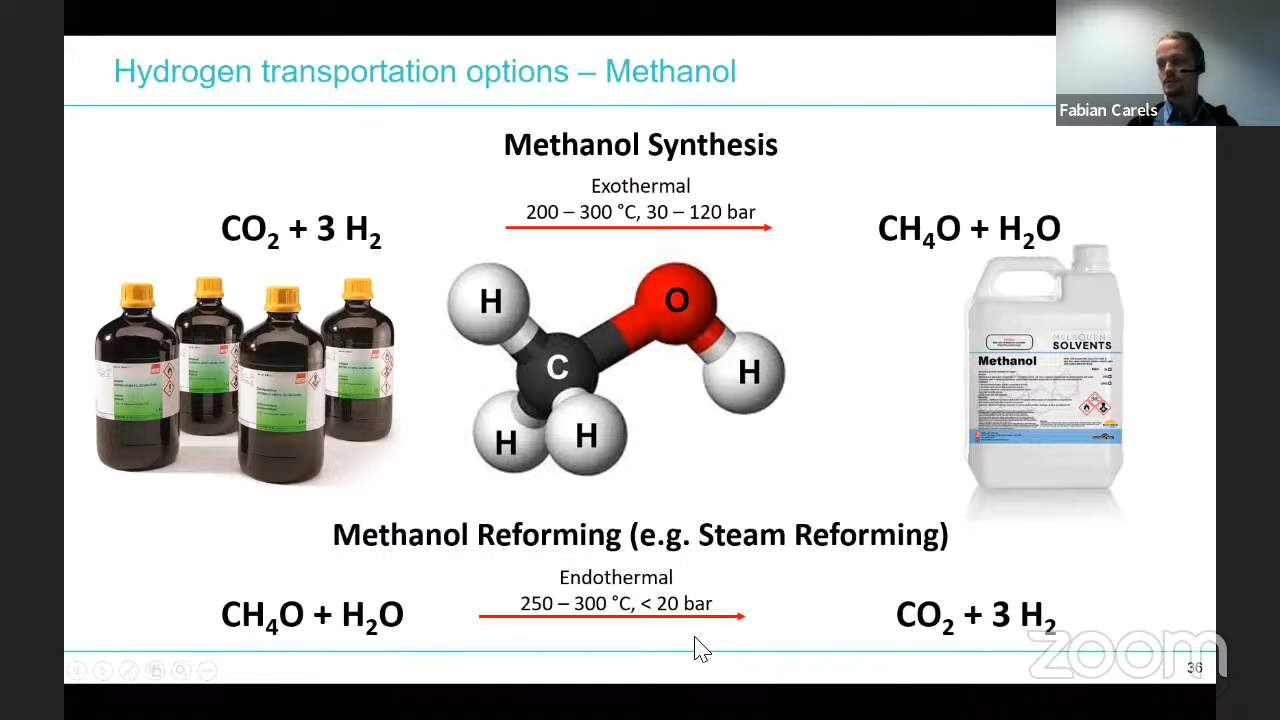 Hydrogen transportation options – Methanol
Fabian Carels
Methanol Synthesis
Exothermal
200 – 300 °C, 30 – 120 bar
CO2 + 3 H2
CH4O + H2O
H
O
C
H
H
H
MELBOURN
SOLVENTS
Methanol
Methanol Reforming (e.g. Steam Reforming)
Endothermal
250 – 300 °C, < 20 bar
CH4O + H2O
CO2 + 3 H2
zoom
36